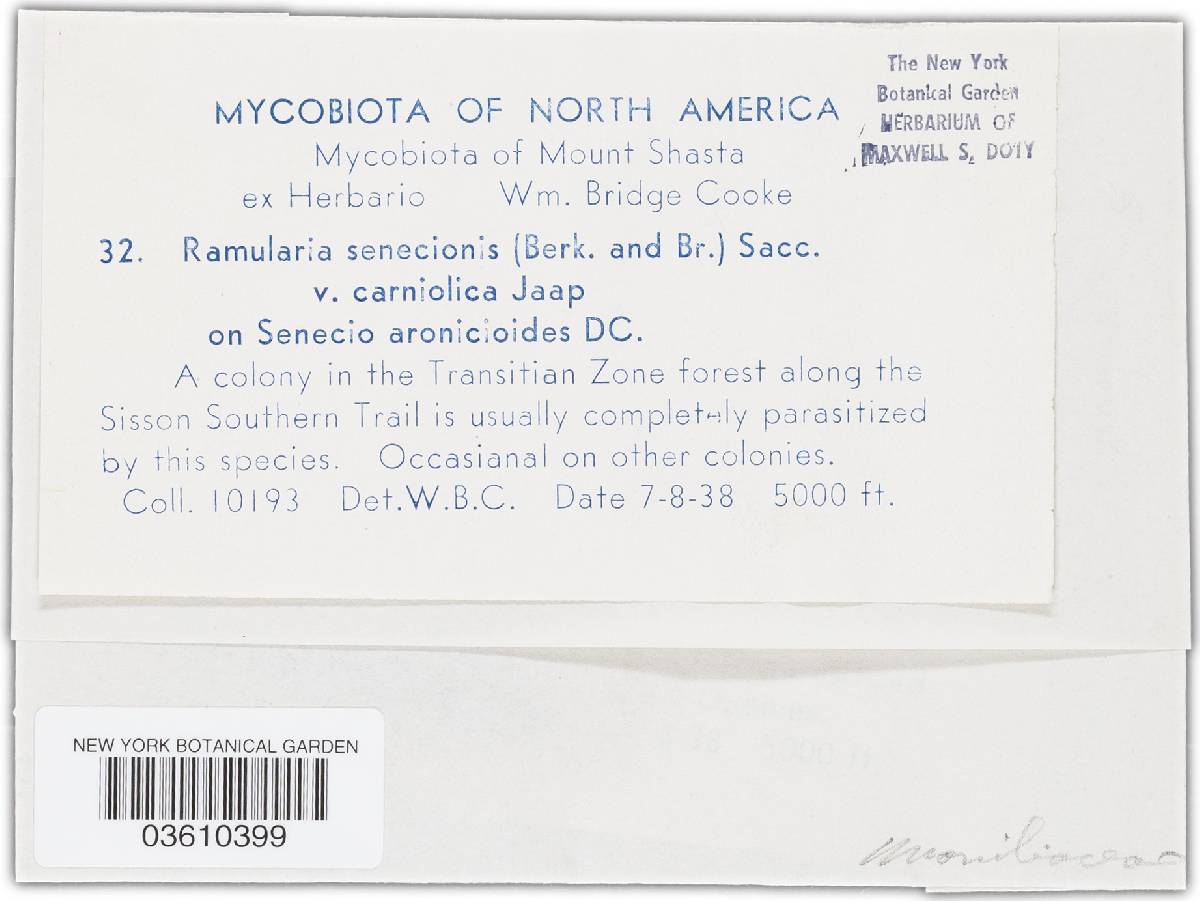 The New York
Botanical Garden
HERBARIUM OF
MAXWELL S. DOTY
MYCOBIOTA OF NORTH AMERICA
Mycobiota of Mount Shasta
ex Herbario Wm. Bridge Cooke
32. Ramularia senecionis (Berk. and Br.) Sacc.
v. carniolica Jaap
on Senecio aronicioides DC.
A colony in the Transitian Zone forest along the
Sisson Southern Trail is usually completely parasitized
by this species. Occasianal on other colonies.
Coll. 10193 Det.W.B.C. Date 7-8-38 5000 ft.
NEW YORK BOTANICAL GARDEN
03610399
Moniliaceae